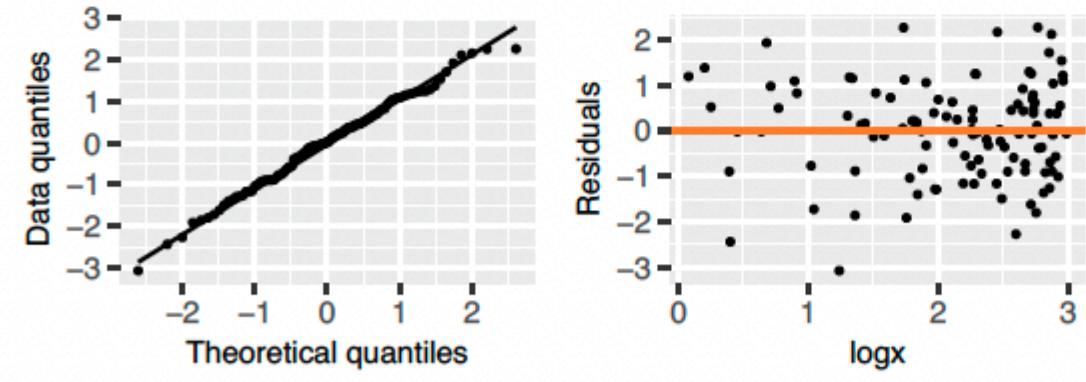 Data quantiles
3
2
1
0
−1
−2
−3
−2 −1 0 1 2
Theoretical quantiles
Residuals
2
1
0
−1
−2
−3
0 1 2 3
logx